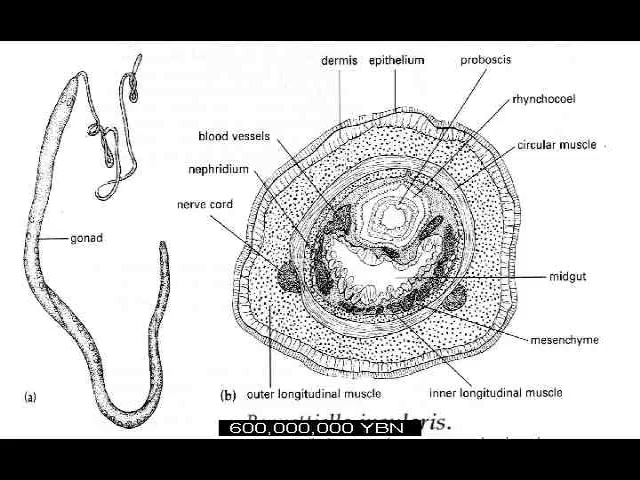 dermis epithelium proboscis
rhynchocoel
blood vessels
circular muscle
nephridium
nerve cord
gonad
midgut
mesenchyme
(a)
(b) outer longitudinal muscle inner longitudinal muscle
600,000,000 YBN